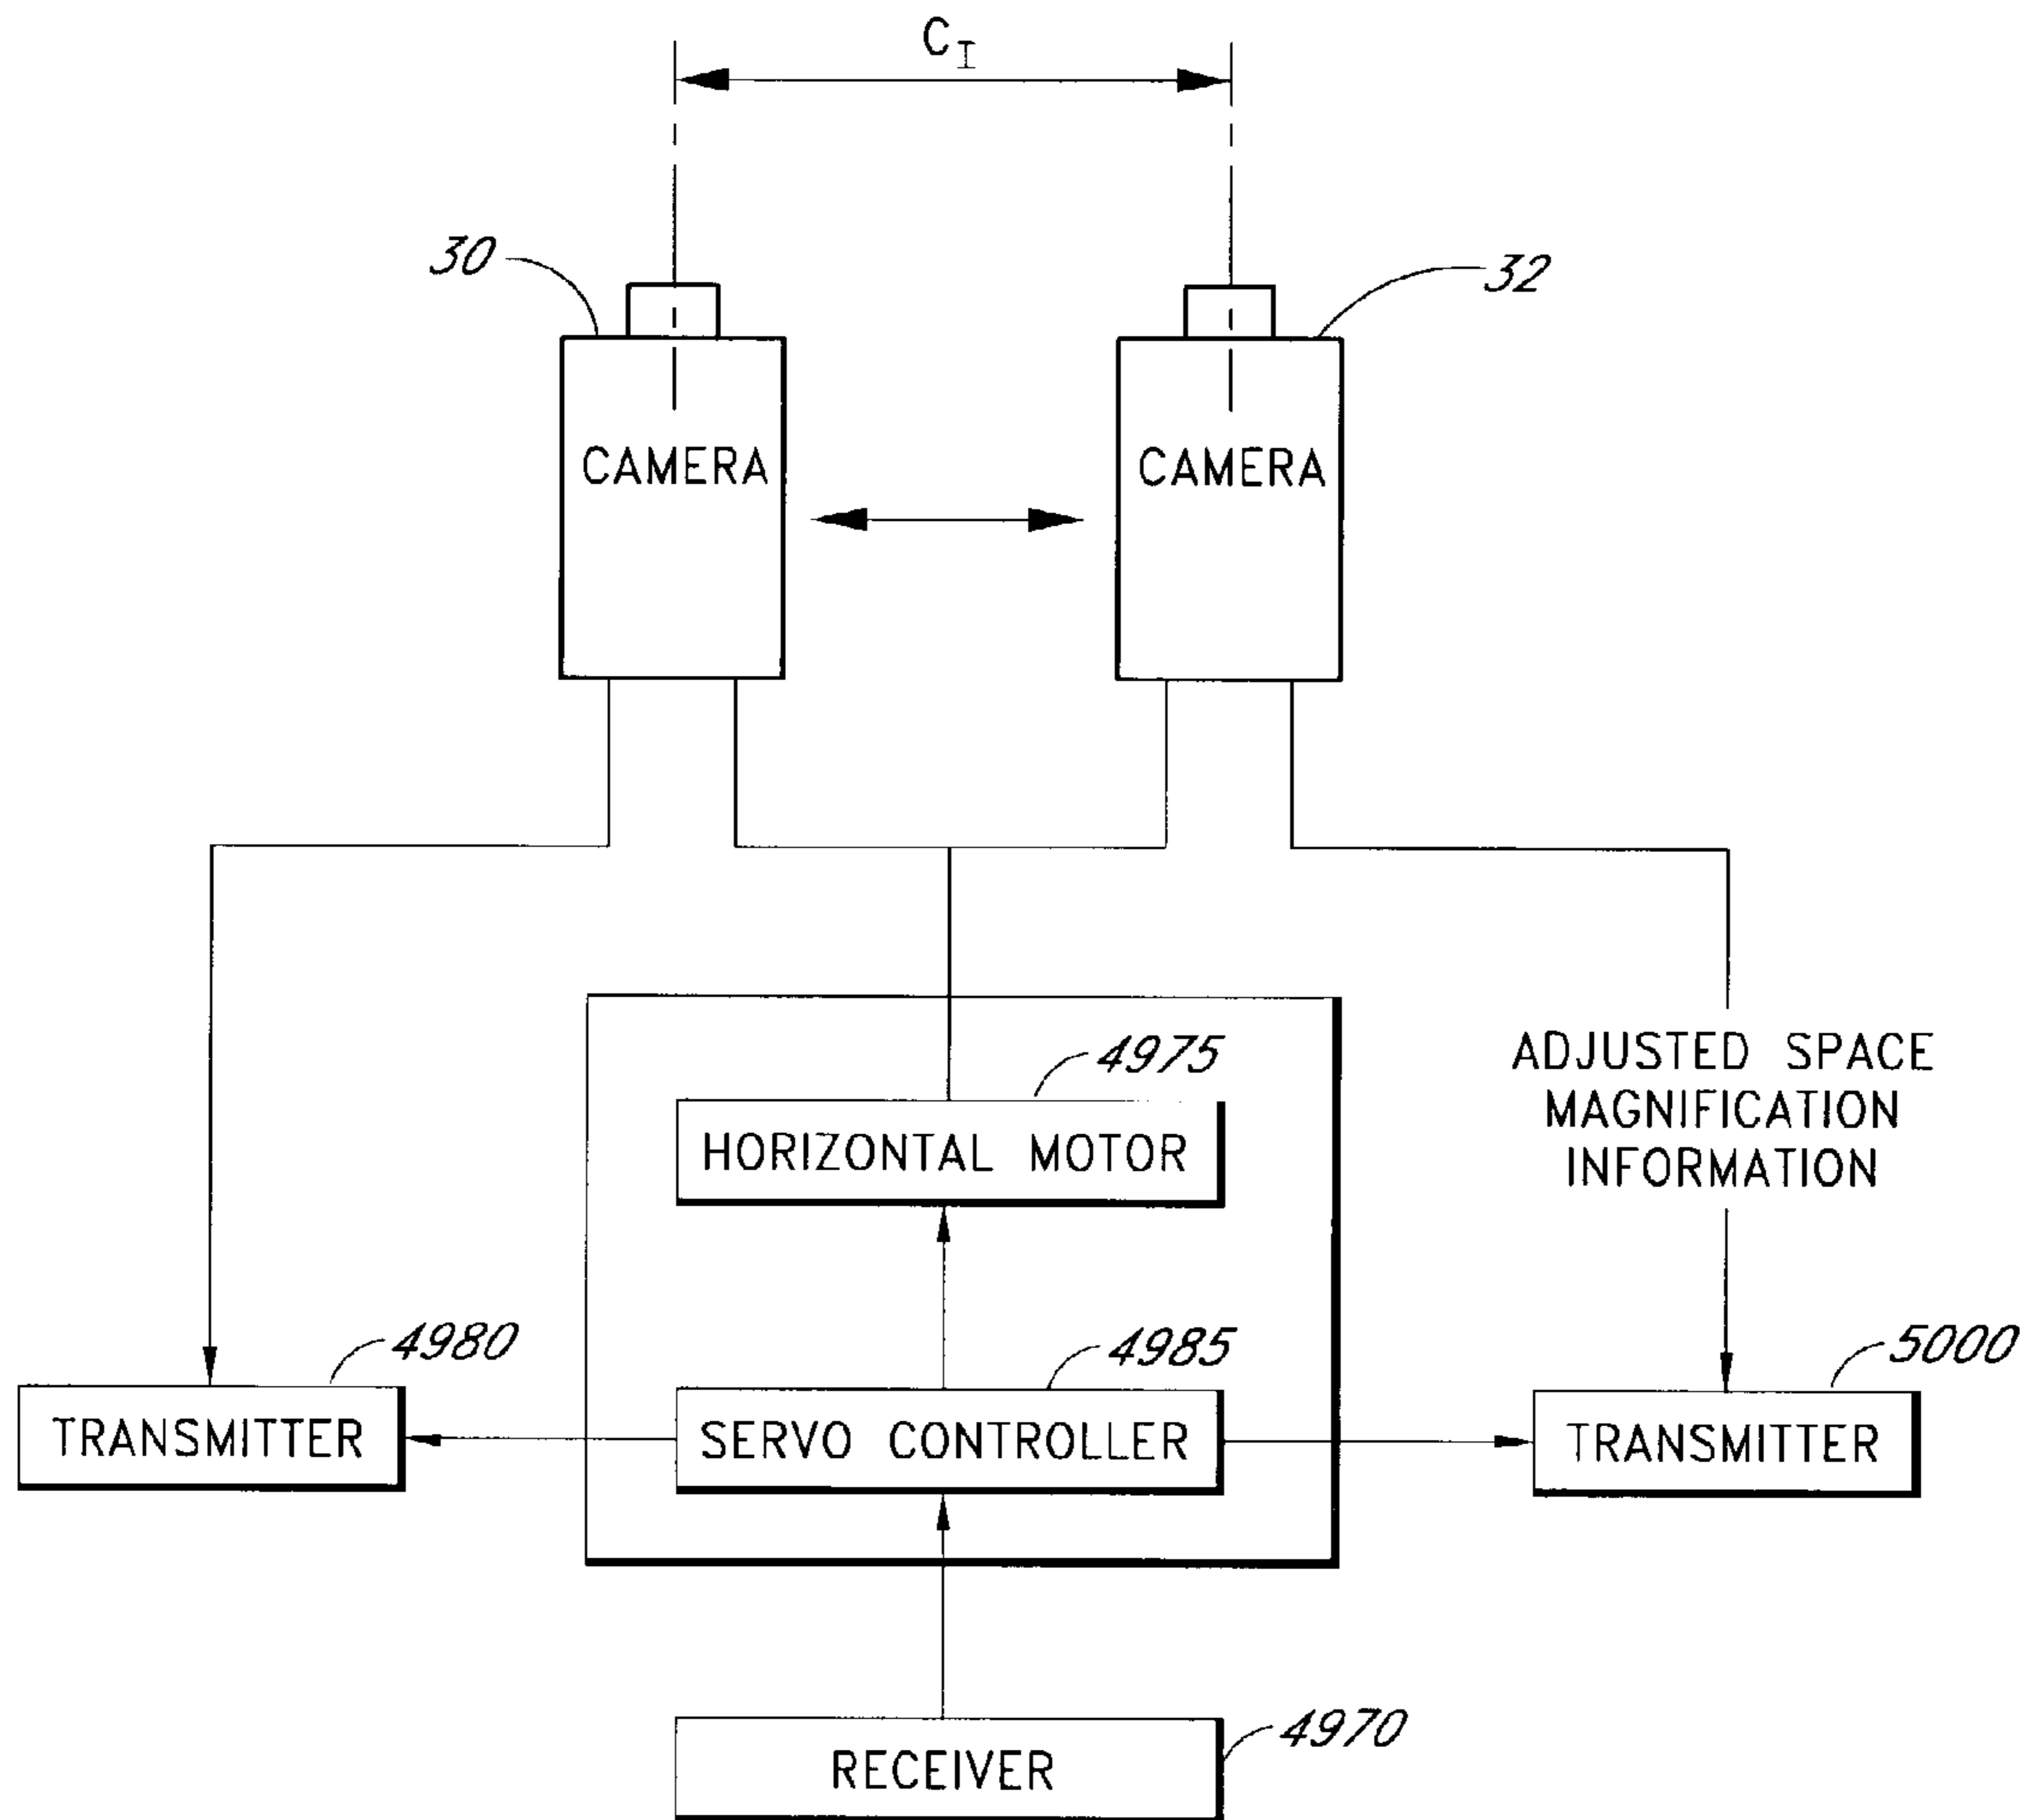 C_I
30
32
CAMERA
CAMERA
4975
HORIZONTAL MOTOR
ADJUSTED SPACE
MAGNIFICATION
INFORMATION
4980
TRANSMITTER
4985
SERVO CONTROLLER
5000
TRANSMITTER
4970
RECEIVER